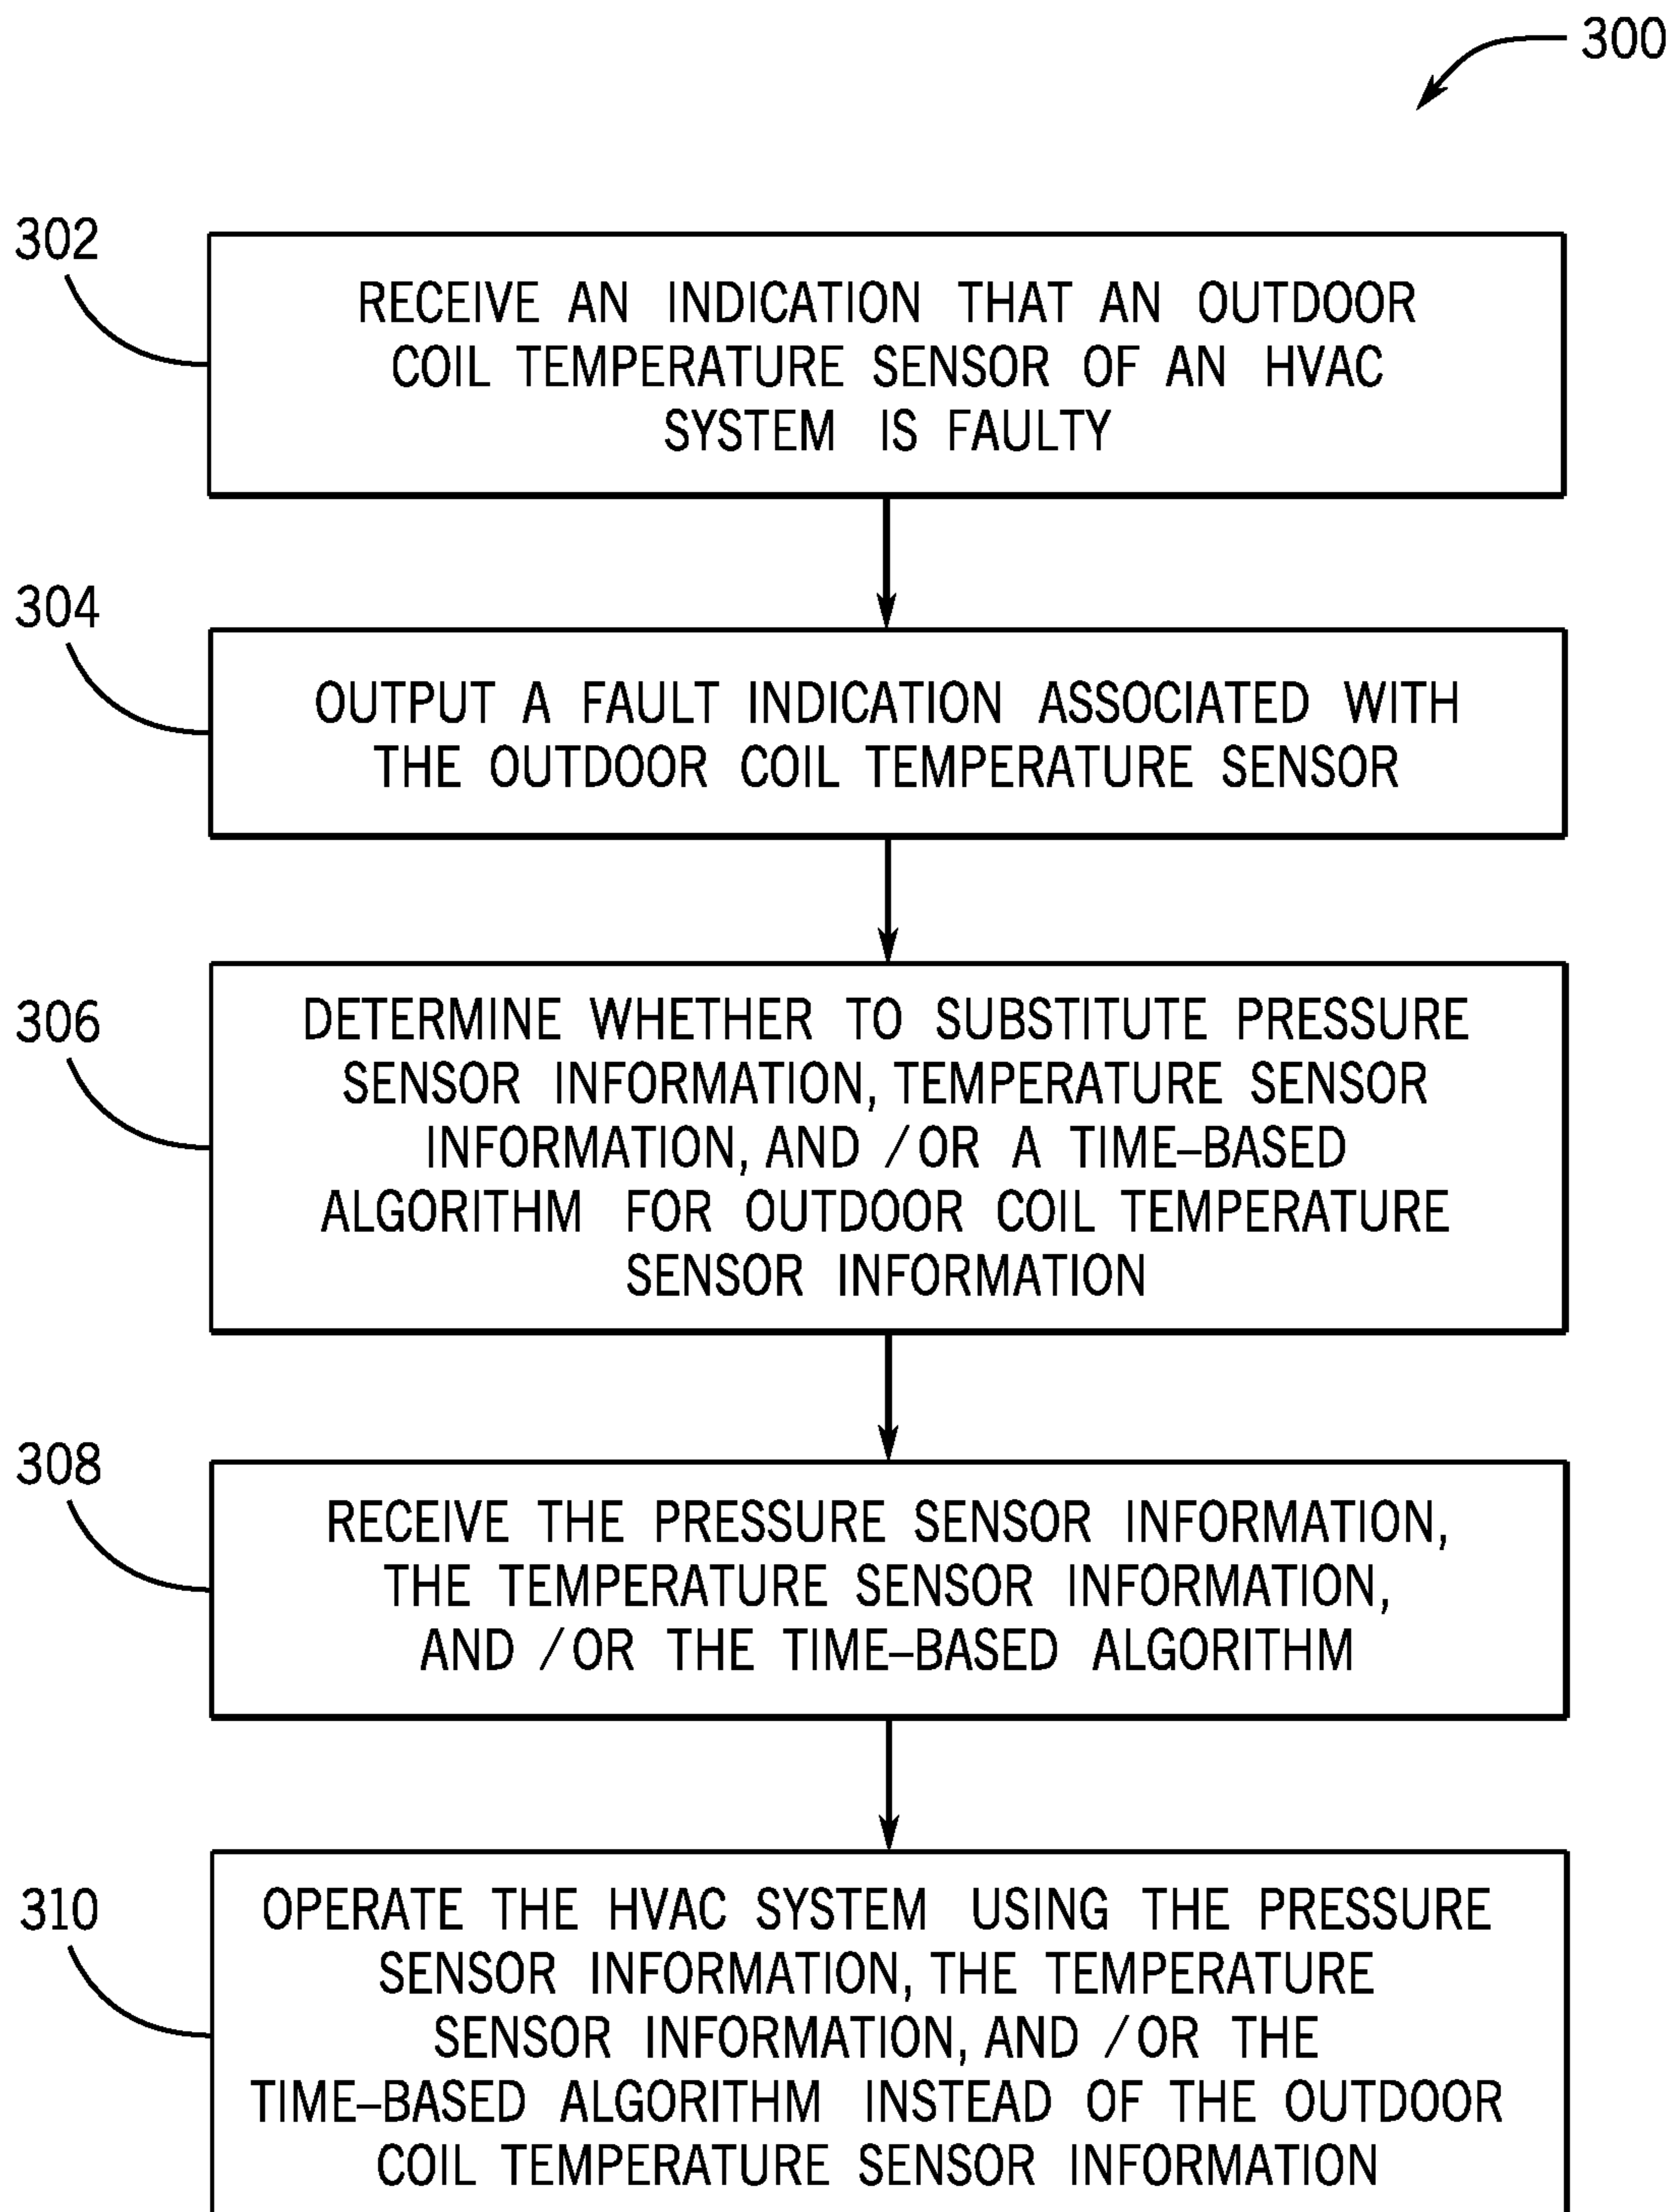 300
302
RECEIVE AN INDICATION THAT AN OUTDOOR
COIL TEMPERATURE SENSOR OF AN HVAC
SYSTEM IS FAULTY
304
OUTPUT A FAULT INDICATION ASSOCIATED WITH
THE OUTDOOR COIL TEMPERATURE SENSOR
306
DETERMINE WHETHER TO SUBSTITUTE PRESSURE
SENSOR INFORMATION, TEMPERATURE SENSOR
INFORMATION, AND /OR A TIME–BASED
ALGORITHM FOR OUTDOOR COIL TEMPERATURE
SENSOR INFORMATION
308
RECEIVE THE PRESSURE SENSOR INFORMATION,
THE TEMPERATURE SENSOR INFORMATION,
AND /OR THE TIME–BASED ALGORITHM
310
OPERATE THE HVAC SYSTEM USING THE PRESSURE
SENSOR INFORMATION, THE TEMPERATURE
SENSOR INFORMATION, AND /OR THE
TIME–BASED ALGORITHM INSTEAD OF THE OUTDOOR
COIL TEMPERATURE SENSOR INFORMATION